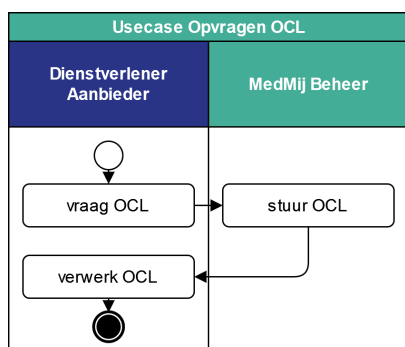 Usecase Opvragen OCL
Dienstverlener
Aanbieder
MedMij Beheer
vraag OCL
stuur OCL
verwerk OCL